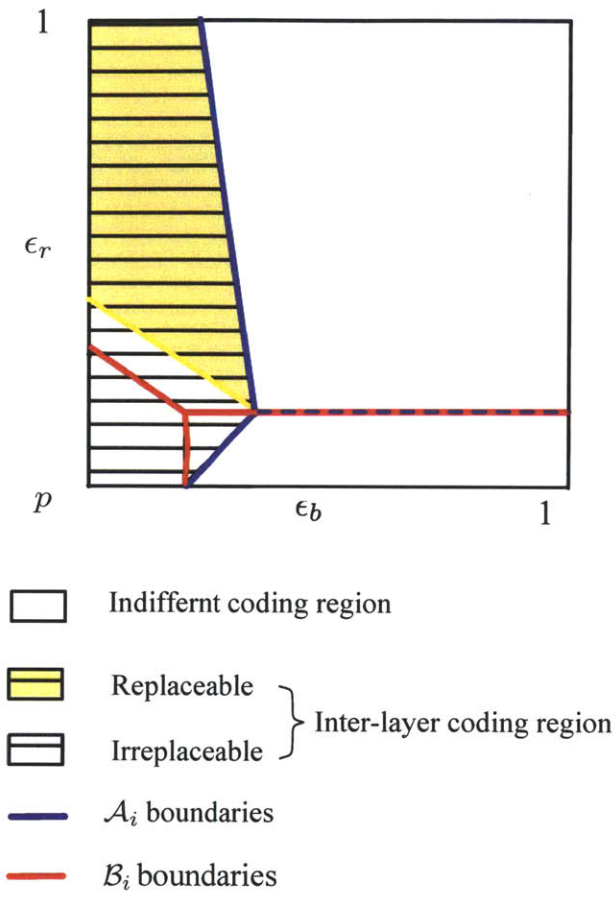 1
ϵ_r
p
ϵ_b
1
Indiffernt coding region
Replaceable
Irreplaceable
Inter-layer coding region
𝒜_i boundaries
ℬ_i boundaries